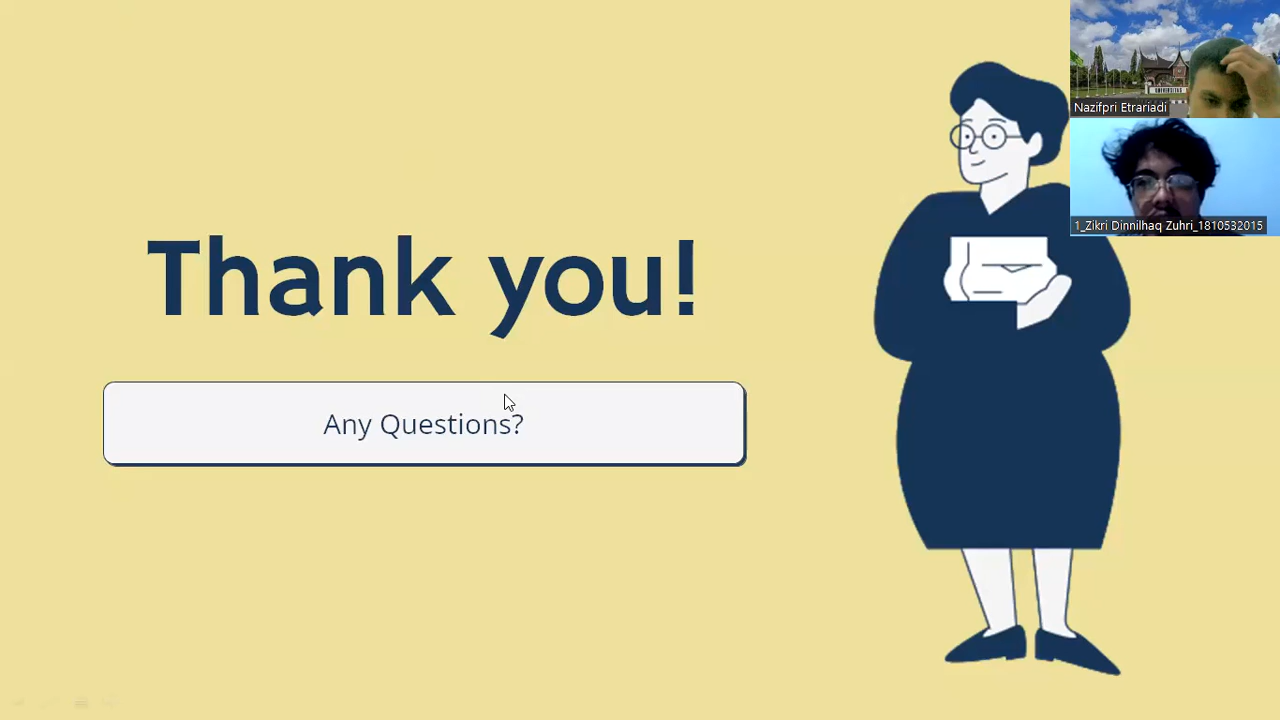 Nazifpri Etrariadi
1_Zikri Dinnilhaq Zuhri_1810532015
Thank you!
Any Questions?